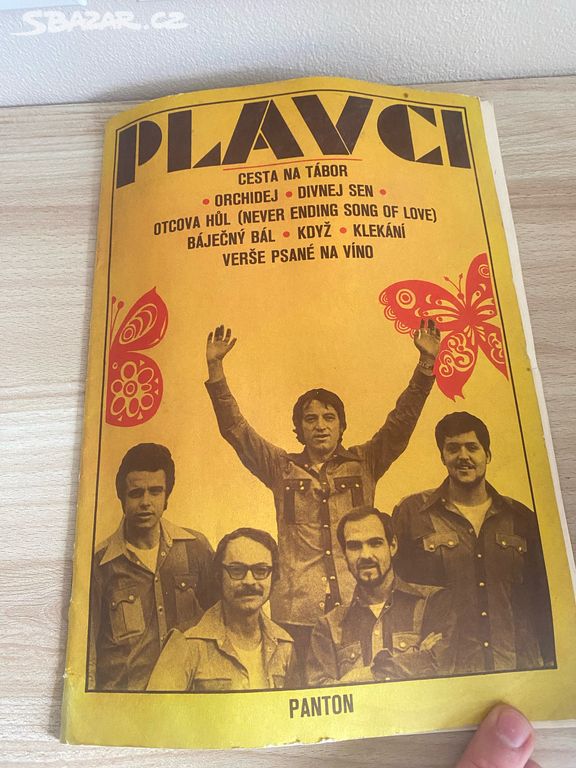 SBAZAR.CZ
PLAVCI
CESTA NA TÁBOR
• ORCHIDEJ • DIVNEJ SEN •
OTCOVA HŮL (NEVER ENDING SONG OF LOVE)
BÁJEČNÝ BÁL • KDYŽ • KLEKÁNÍ
VERŠE PSANÉ NA VÍNO
PANTON